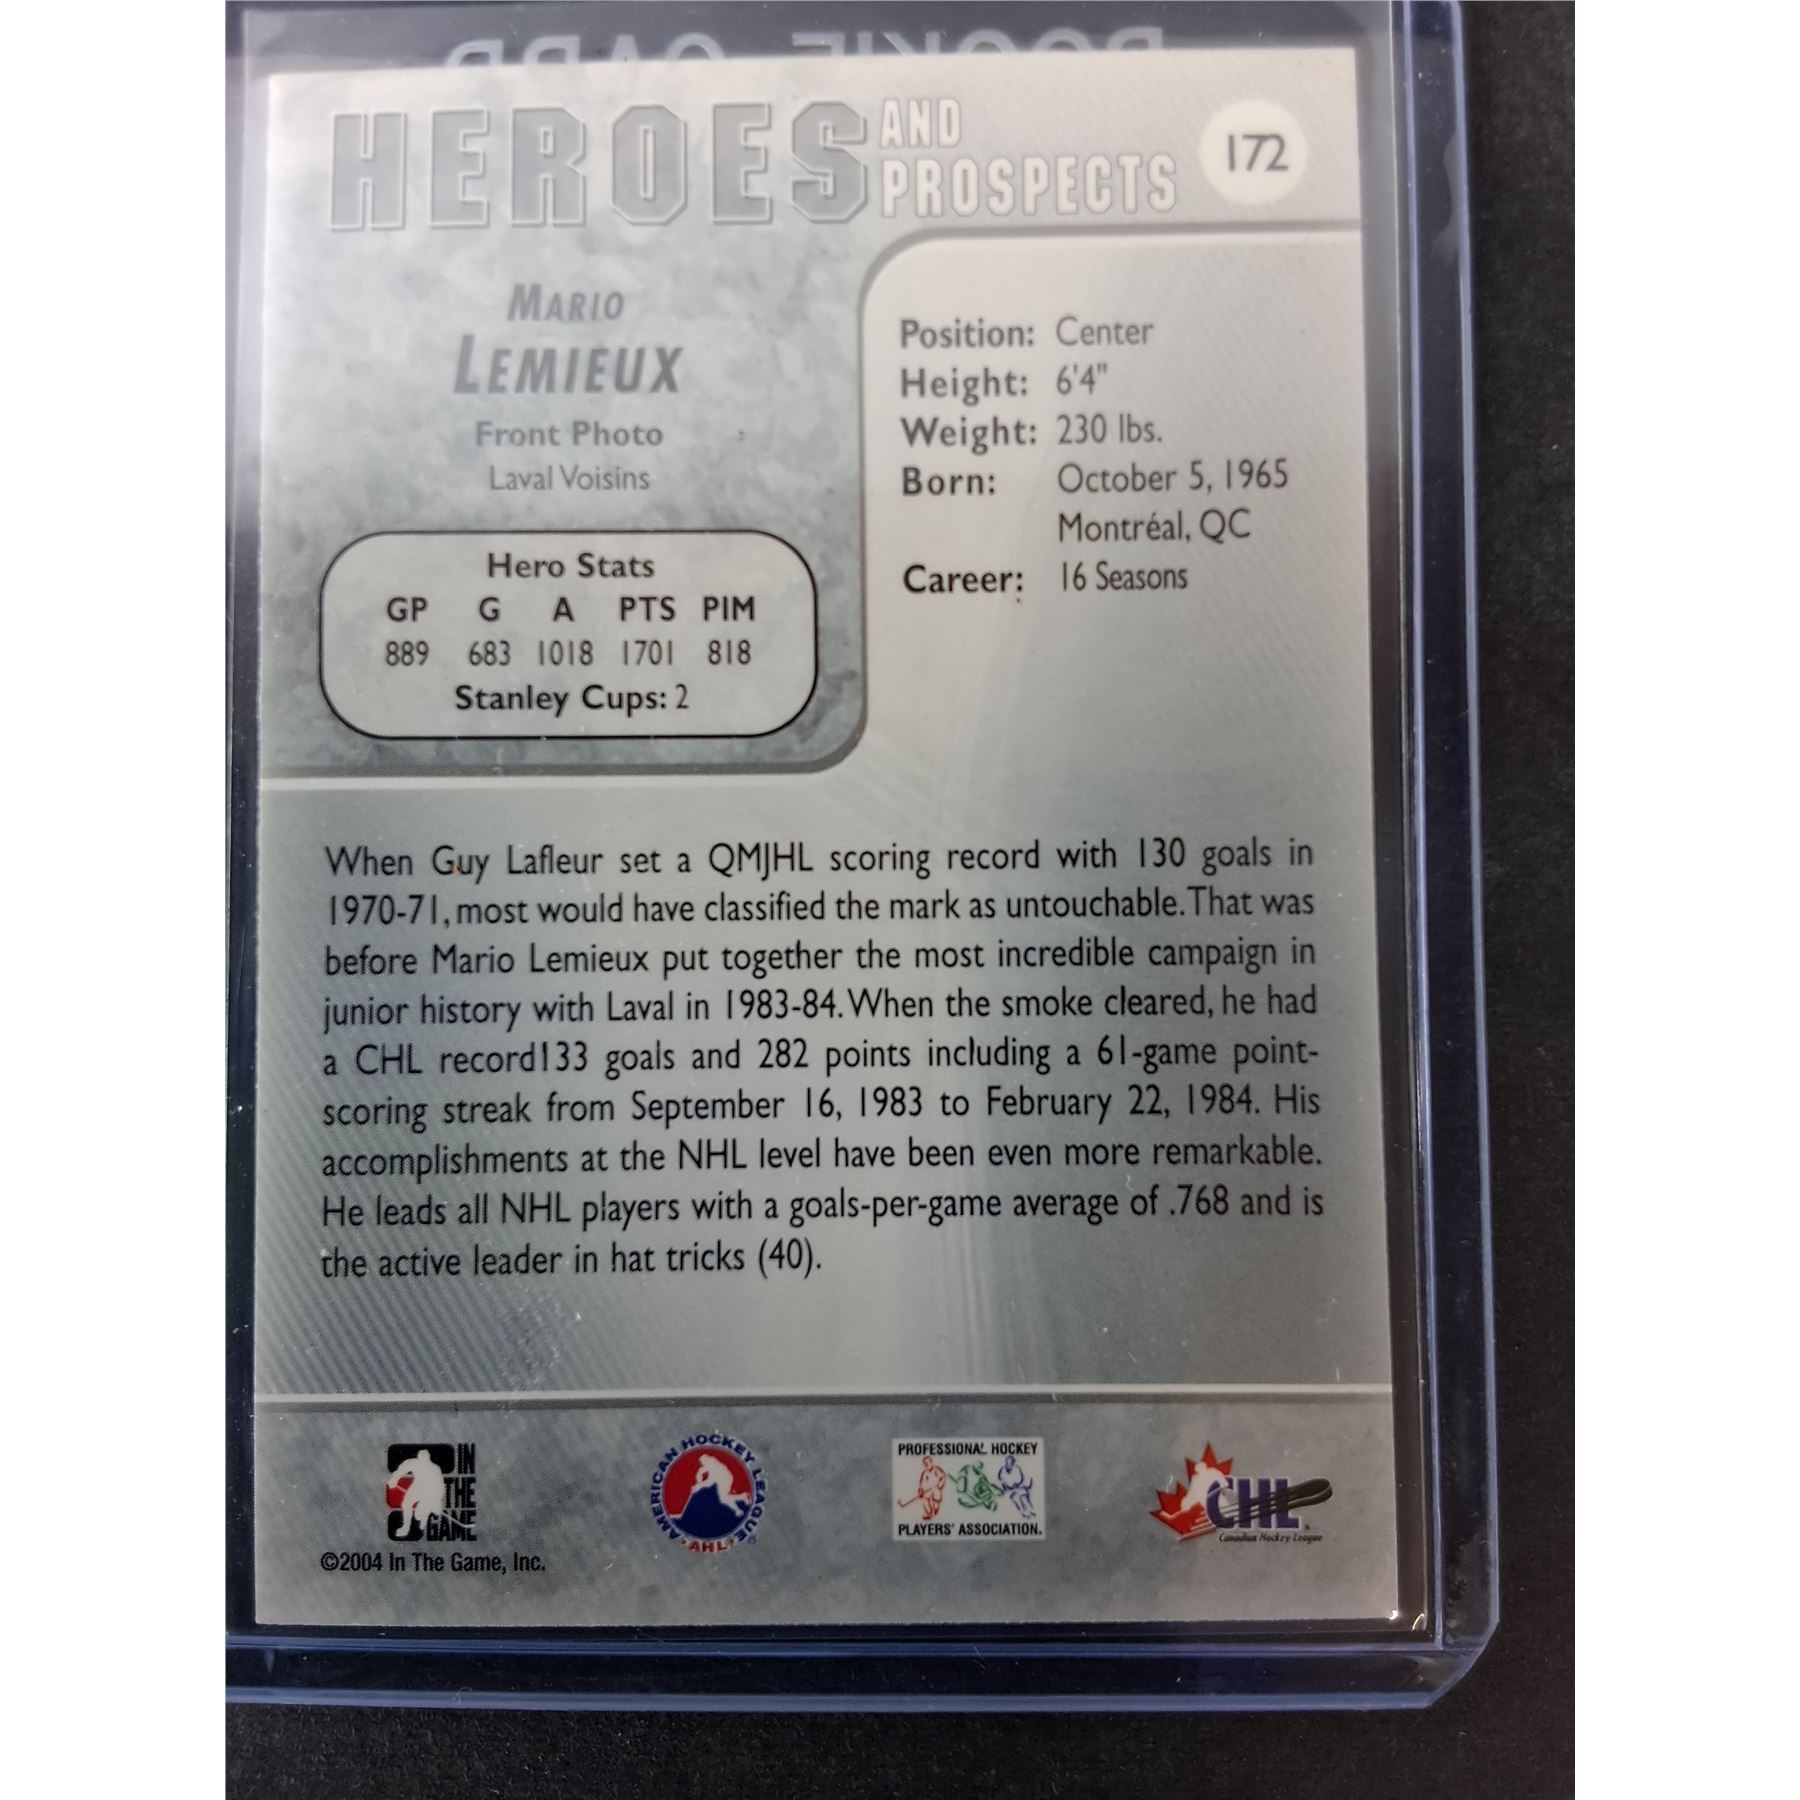 ROOKIE CARD
HEROES AND PROSPECTS
172
MARIO
LEMIEUX
Front Photo
Laval Voisins
Hero Stats
GP G A PTS PIM
889 683 1018 1701 818
Stanley Cups: 2
Position: Center
Height: 6'4"
Weight: 230 lbs.
Born: October 5, 1965
Montréal, QC
Career: 16 Seasons
When Guy Lafleur set a QMJHL scoring record with 130 goals in
1970-71, most would have classified the mark as untouchable. That was
before Mario Lemieux put together the most incredible campaign in
junior history with Laval in 1983-84. When the smoke cleared, he had
a CHL record133 goals and 282 points including a 61-game point-
scoring streak from September 16, 1983 to February 22, 1984. His
accomplishments at the NHL level have been even more remarkable.
He leads all NHL players with a goals-per-game average of .768 and is
the active leader in hat tricks (40).
IN
THE
GAME
©2004 In The Game, Inc.
AMERICAN HOCKEY LEAGUE
AHL
PROFESSIONAL HOCKEY
PLAYERS' ASSOCIATION.
CHL
Canadian Hockey League